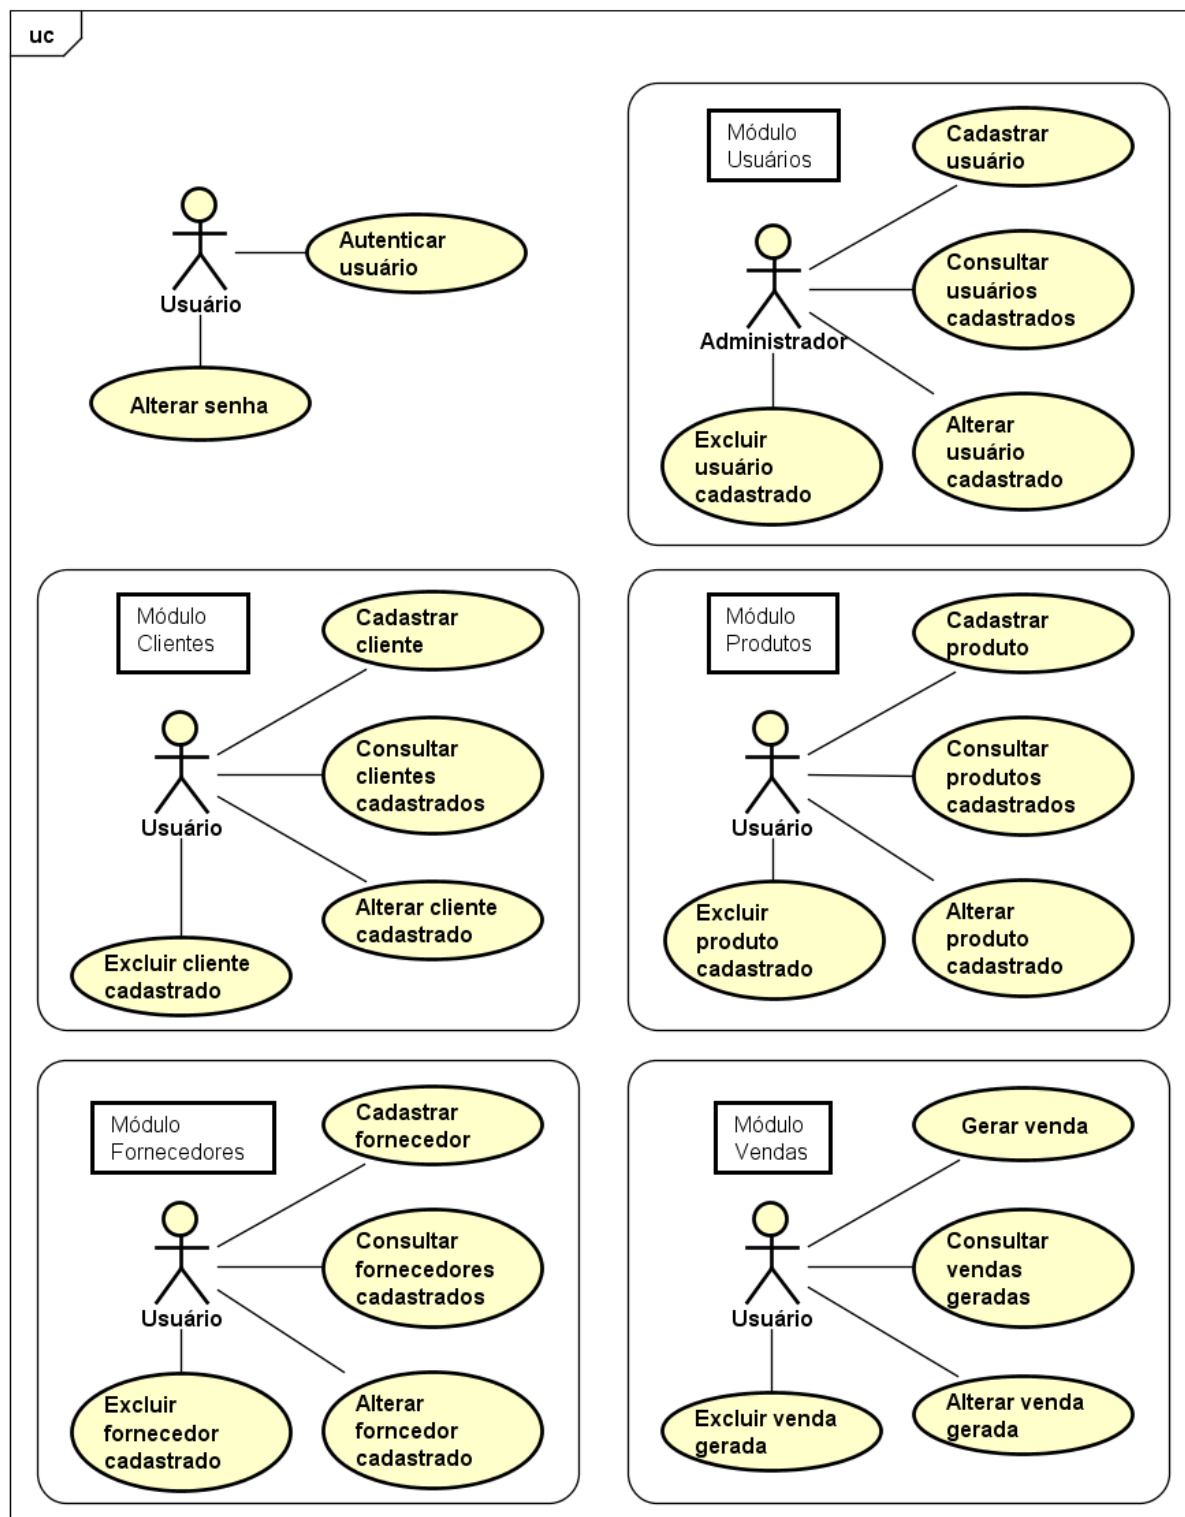 uc
Usuário
Autenticar
usuário
Alterar senha
Módulo
Usuários
Cadastrar
usuário
Administrador
Consultar
usuários
cadastrados
Excluir
usuário
cadastrado
Alterar
usuário
cadastrado
Módulo
Clientes
Cadastrar
cliente
Usuário
Consultar
clientes
cadastrados
Alterar cliente
cadastrado
Excluir cliente
cadastrado
Módulo
Produtos
Cadastrar
produto
Usuário
Consultar
produtos
cadastrados
Excluir
produto
cadastrado
Alterar
produto
cadastrado
Módulo
Fornecedores
Cadastrar
fornecedor
Usuário
Consultar
fornecedores
cadastrados
Excluir
fornecedor
cadastrado
Alterar
forncedor
cadastrado
Módulo
Vendas
Gerar venda
Usuário
Consultar
vendas
geradas
Excluir venda
gerada
Alterar venda
gerada